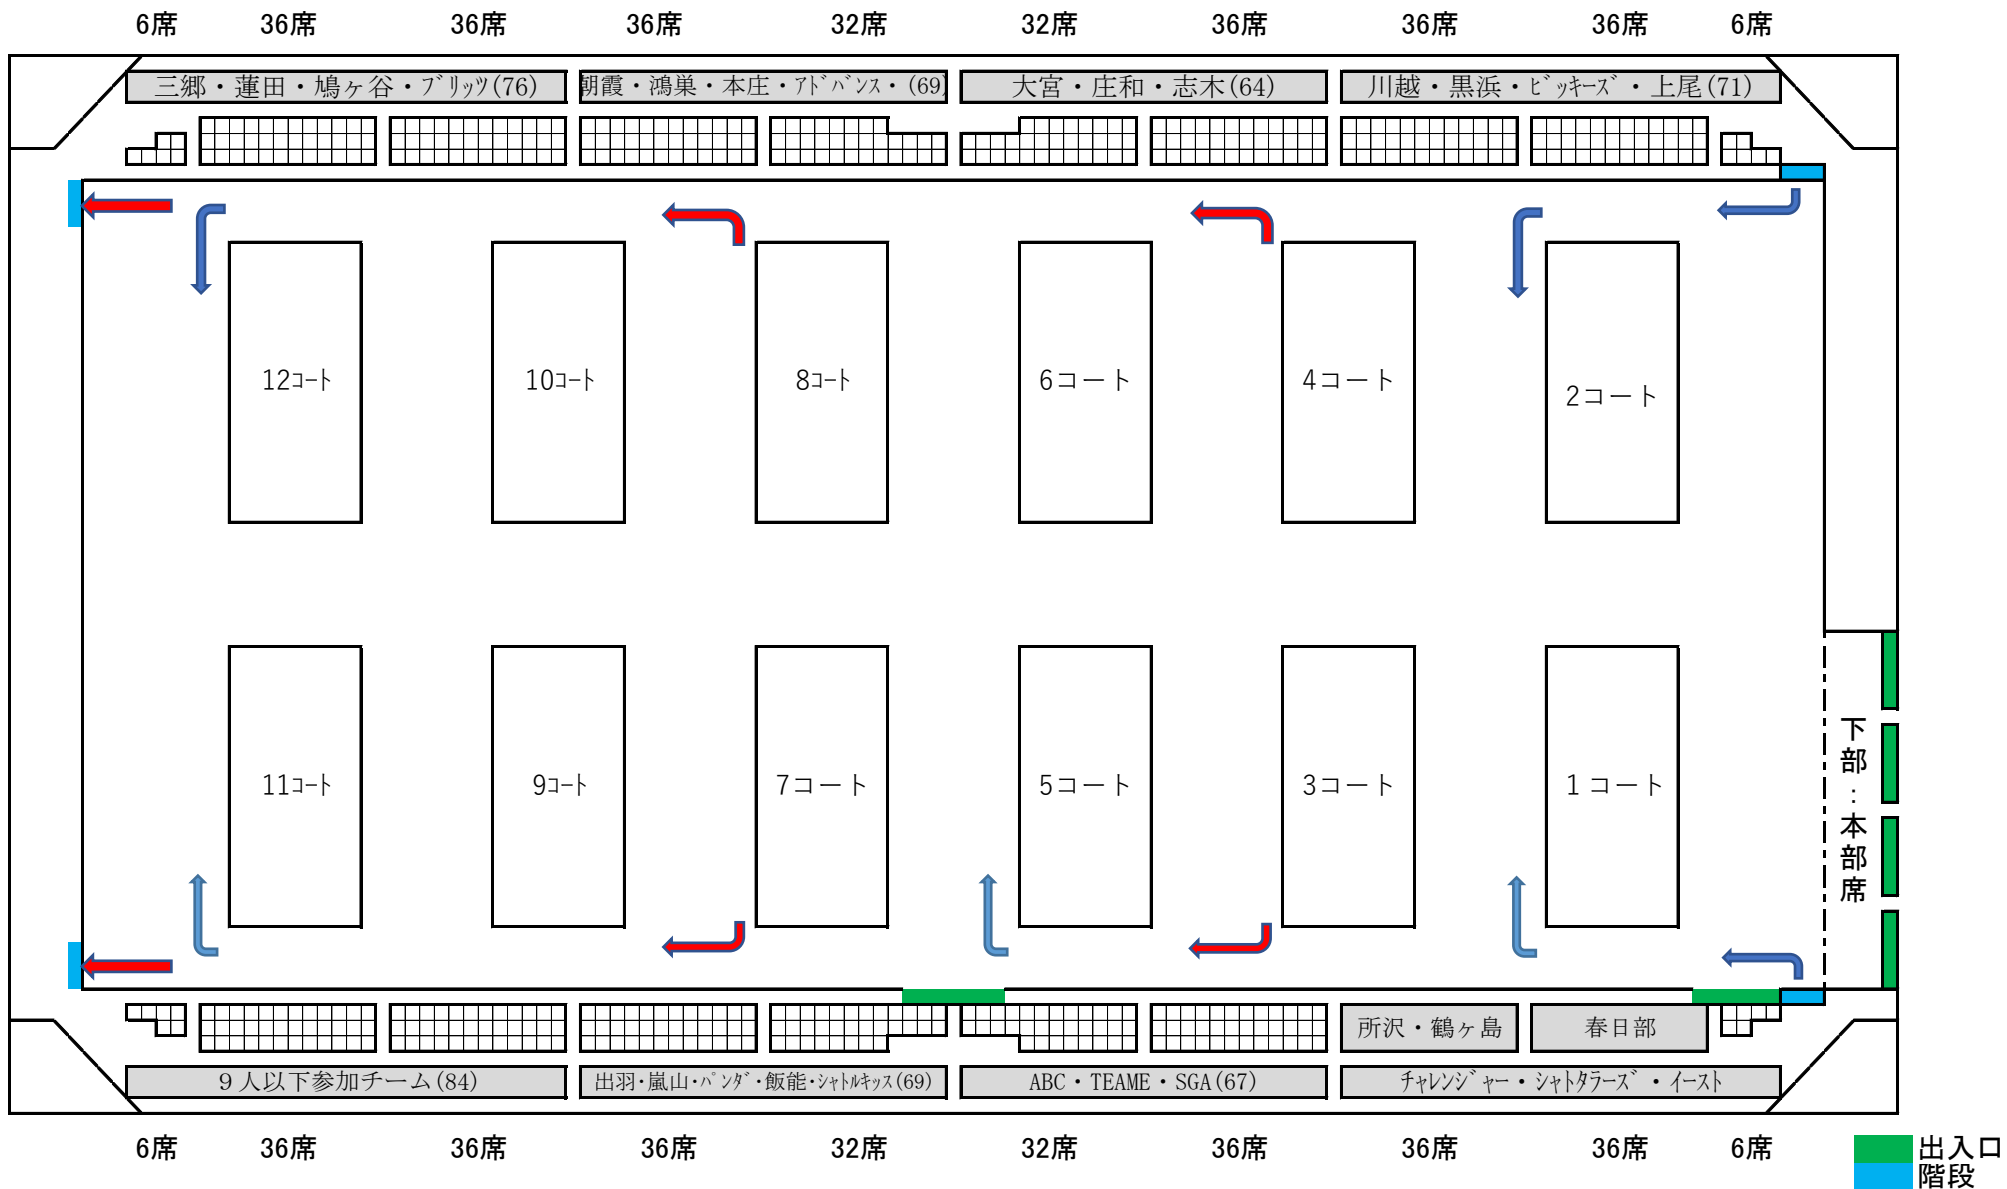 6席 36席 36席 36席 32席 32席 36席 36席 36席 6席
三郷・蓮田・鳩ヶ谷・ﾌﾞﾘｯﾂ(76) 朝霞・鴻巣・本庄・ｱﾄﾞﾊﾞﾝｽ・(69) 大宮・庄和・志木(64) 川越・黒浜・ﾋﾞｯｷｰｽﾞ・上尾(71)
12ｺｰﾄ 10ｺｰﾄ 8ｺｰﾄ 6コート 4コート 2コート
11ｺｰﾄ 9ｺｰﾄ 7コート 5コート 3コート 1コート
下部：本部席
所沢・鶴ヶ島 春日部
９人以下参加チーム(84) 出羽・嵐山・ﾊﾟﾝﾀﾞ・飯能・ｼｬﾄﾙｷｯｽ(69) ABC・TEAME・SGA(67) ﾁｬﾚﾝｼﾞｬｰ・ｼｬﾄﾀﾗｰｽﾞ・ｲｰｽﾄ
6席 36席 36席 36席 32席 32席 36席 36席 36席 6席
出入口
階段